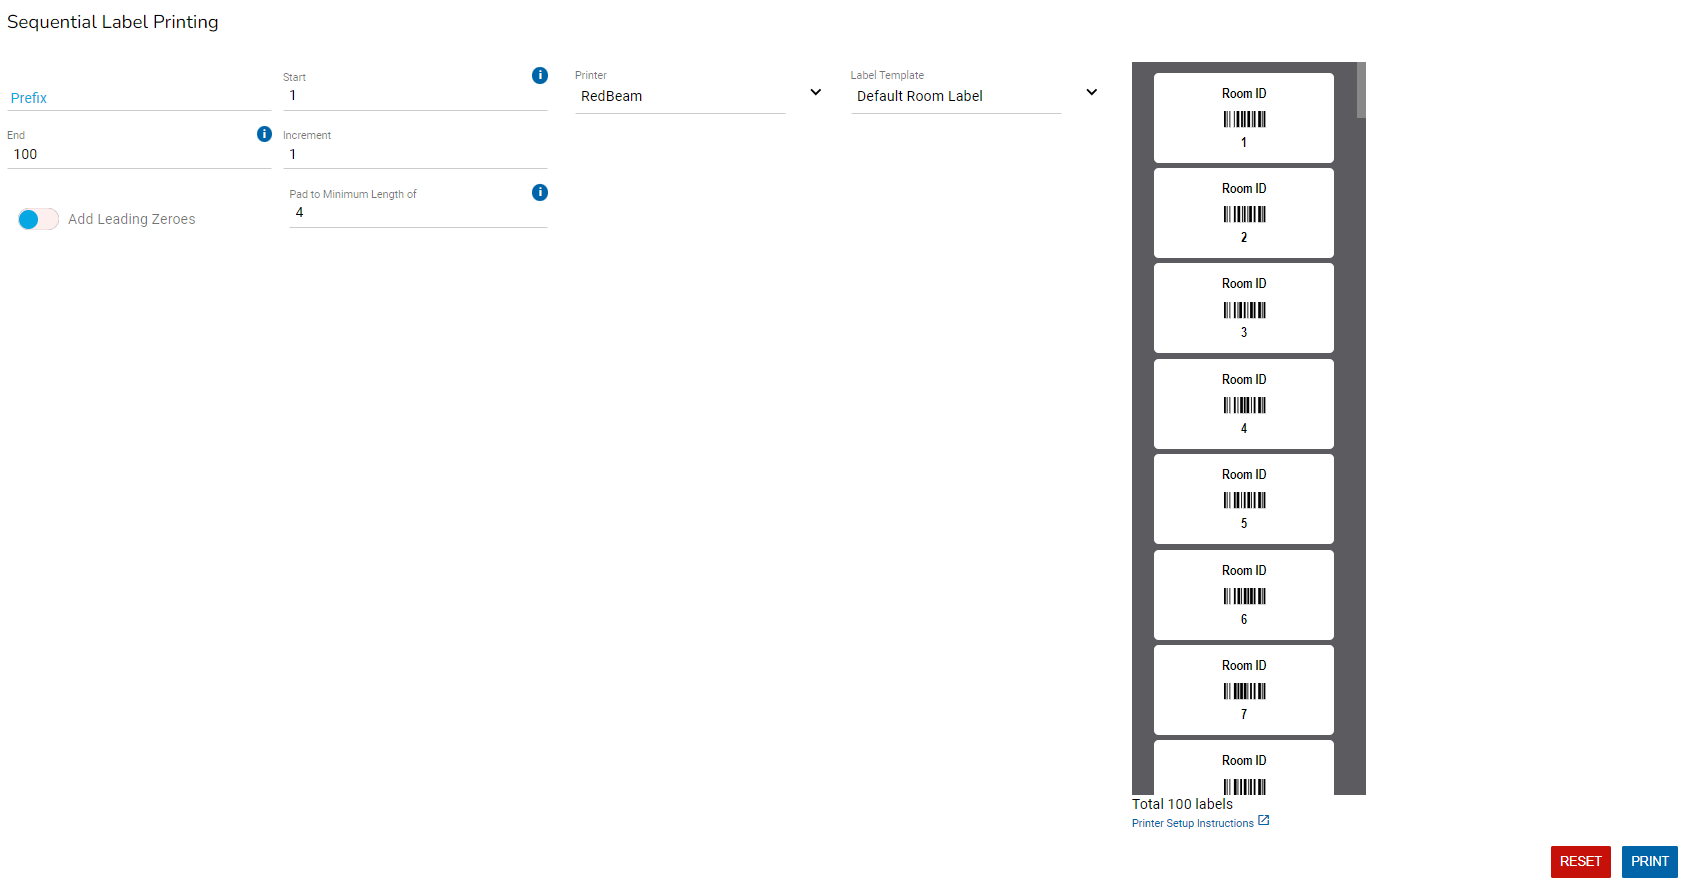 Sequential Label Printing
Prefix
Start
1
End
100
Increment
1
Add Leading Zeroes
Pad to Minimum Length of
4
Printer
RedBeam
Label Template
Default Room Label
Room ID
1
Room ID
2
Room ID
3
Room ID
4
Room ID
5
Room ID
6
Room ID
7
Room ID
Total 100 labels
Printer Setup Instructions
RESET
PRINT